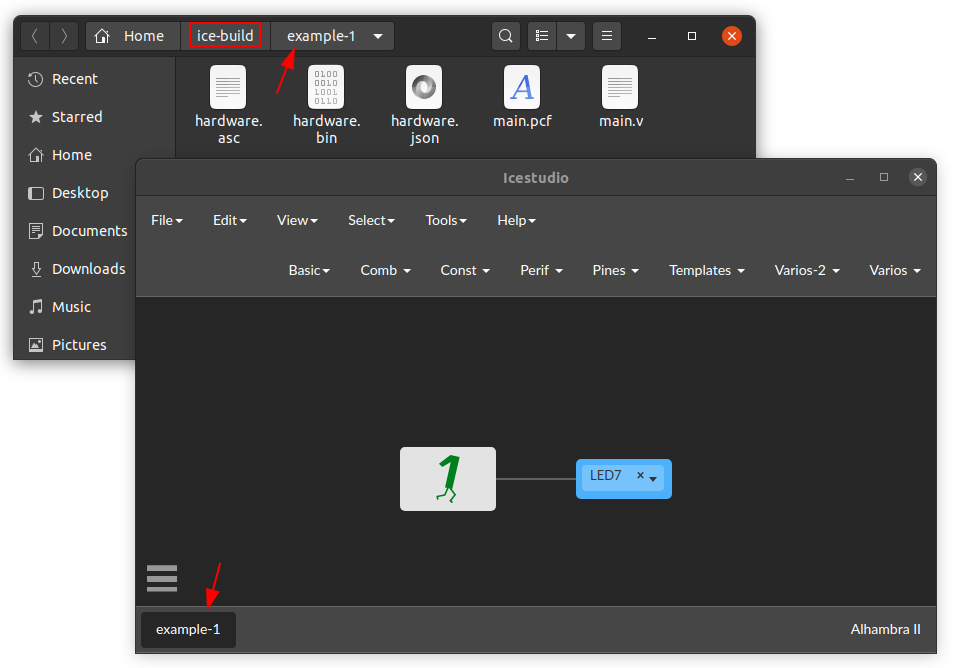 Home ice-build example-1
Recent
Starred
Home
Desktop
Documents
Downloads
Music
Pictures
0100
0010
1001
0110
A
hardware.
asc
hardware.
bin
hardware.
json
main.pcf
main.v
Icestudio
File Edit View Select Tools Help
Basic Comb Const Perif Pines Templates Varios-2 Varios
1
LED7 ×
example-1
Alhambra II